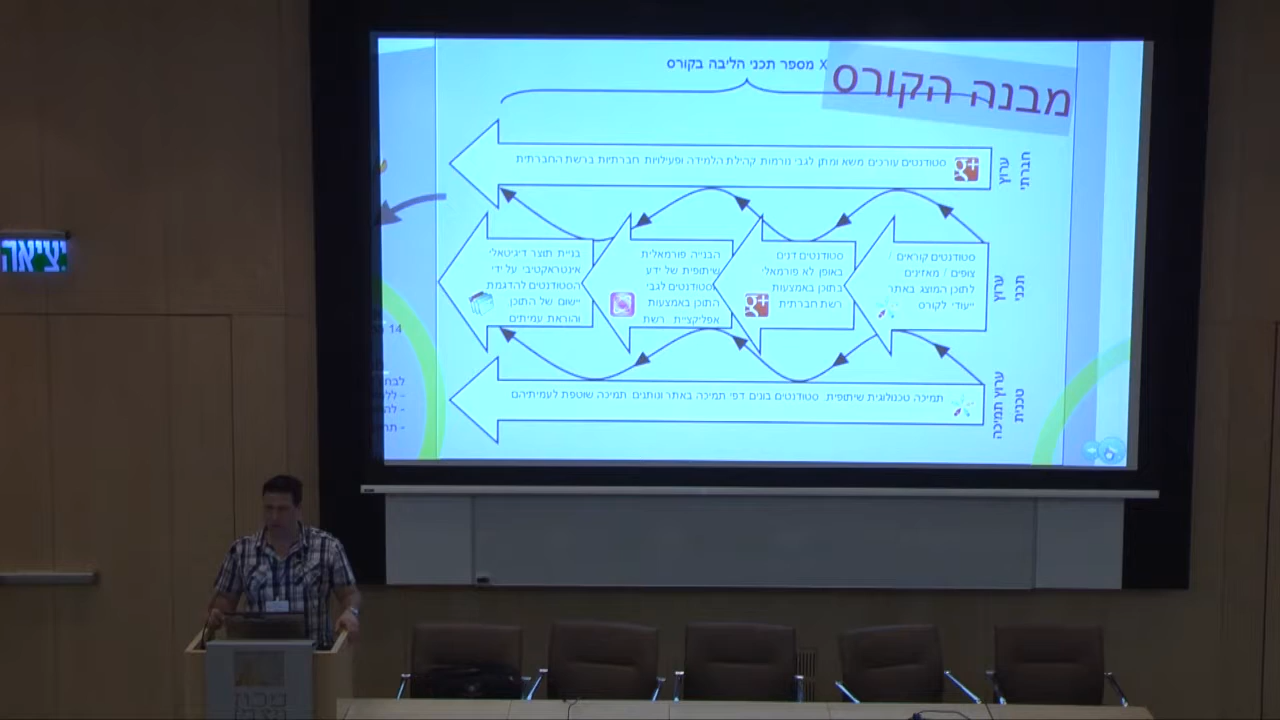 X מספר תכני הליבה בקורס
מבנה הקורס
ערוץ
חברתי
סטודנטים עורכים משא ומתן לגבי נורמות קהילת הלמידה ופעילויות חברתיות ברשת החברתית
g+
ערוץ
תכני
סטודנטים קוראים /
צופים / מאזינים
לתוכן המוצג באתר
ייעודי לקורס
סטודנטים דנים
באופן לא פורמאלי
בתוכן באמצעות
רשת חברתית
g+
הבנייה פורמאלית
שיתופית של ידע
סטודנטים לגבי
התוכן באמצעות
אפליקציית רשת
בניית תוצר דיגיטאלי
אינטראקטיבי על ידי
הסטודנטים להדגמת
יישום של התוכן
והוראת עמיתים
ערוץ תמיכה
טכנית
תמיכה טכנולוגית שיתופית. סטודנטים בונים דפי תמיכה באתר ונותנים תמיכה שוטפת לעמיתיהם
14
יציאה
מכון